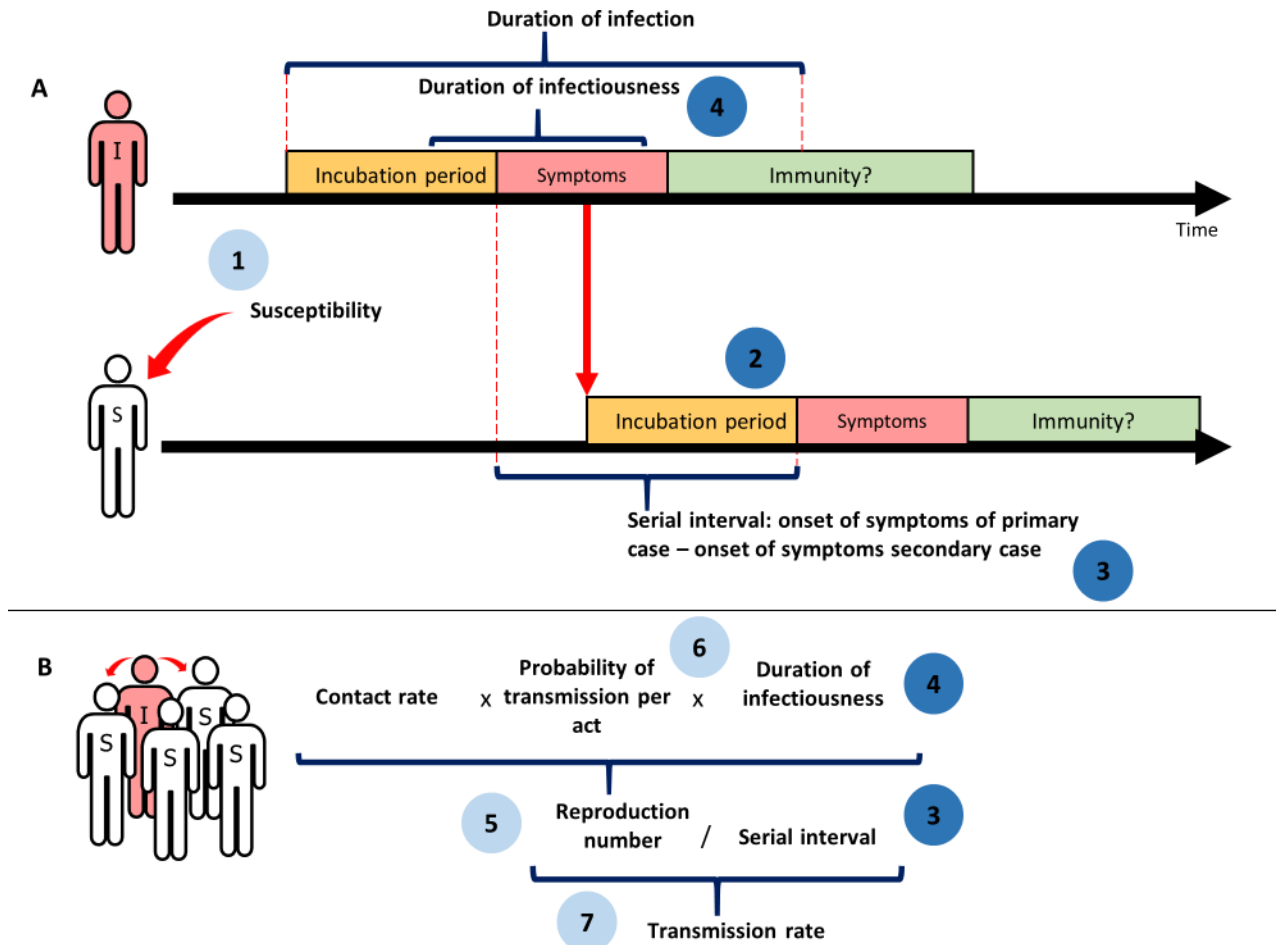 Duration of infection
A
Duration of infectiousness
4
I
Incubation period
Symptoms
Immunity?
Time
1
Susceptibility
S
2
Incubation period
Symptoms
Immunity?
Serial interval: onset of symptoms of primary
case – onset of symptoms secondary case
3
B
6
I
S
S
S
S
Contact rate
x
Probability of
transmission per
act
x
Duration of
infectiousness
4
5
Reproduction
number
/
Serial interval
3
7
Transmission rate